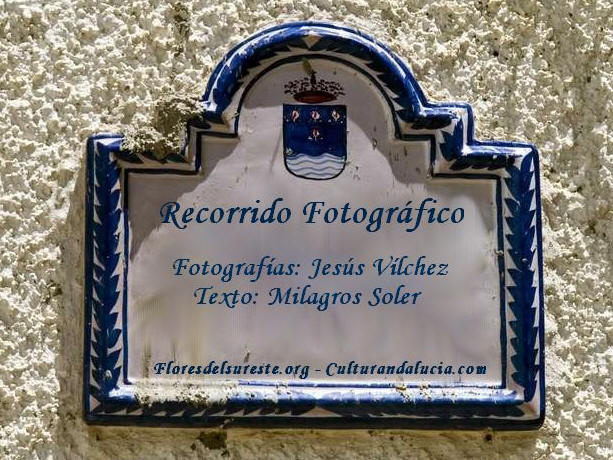 Recorrido Fotográfico
Fotografías: Jesús Vílchez
Texto: Milagros Soler
Floresdelsureste.org - Culturandalucia.com